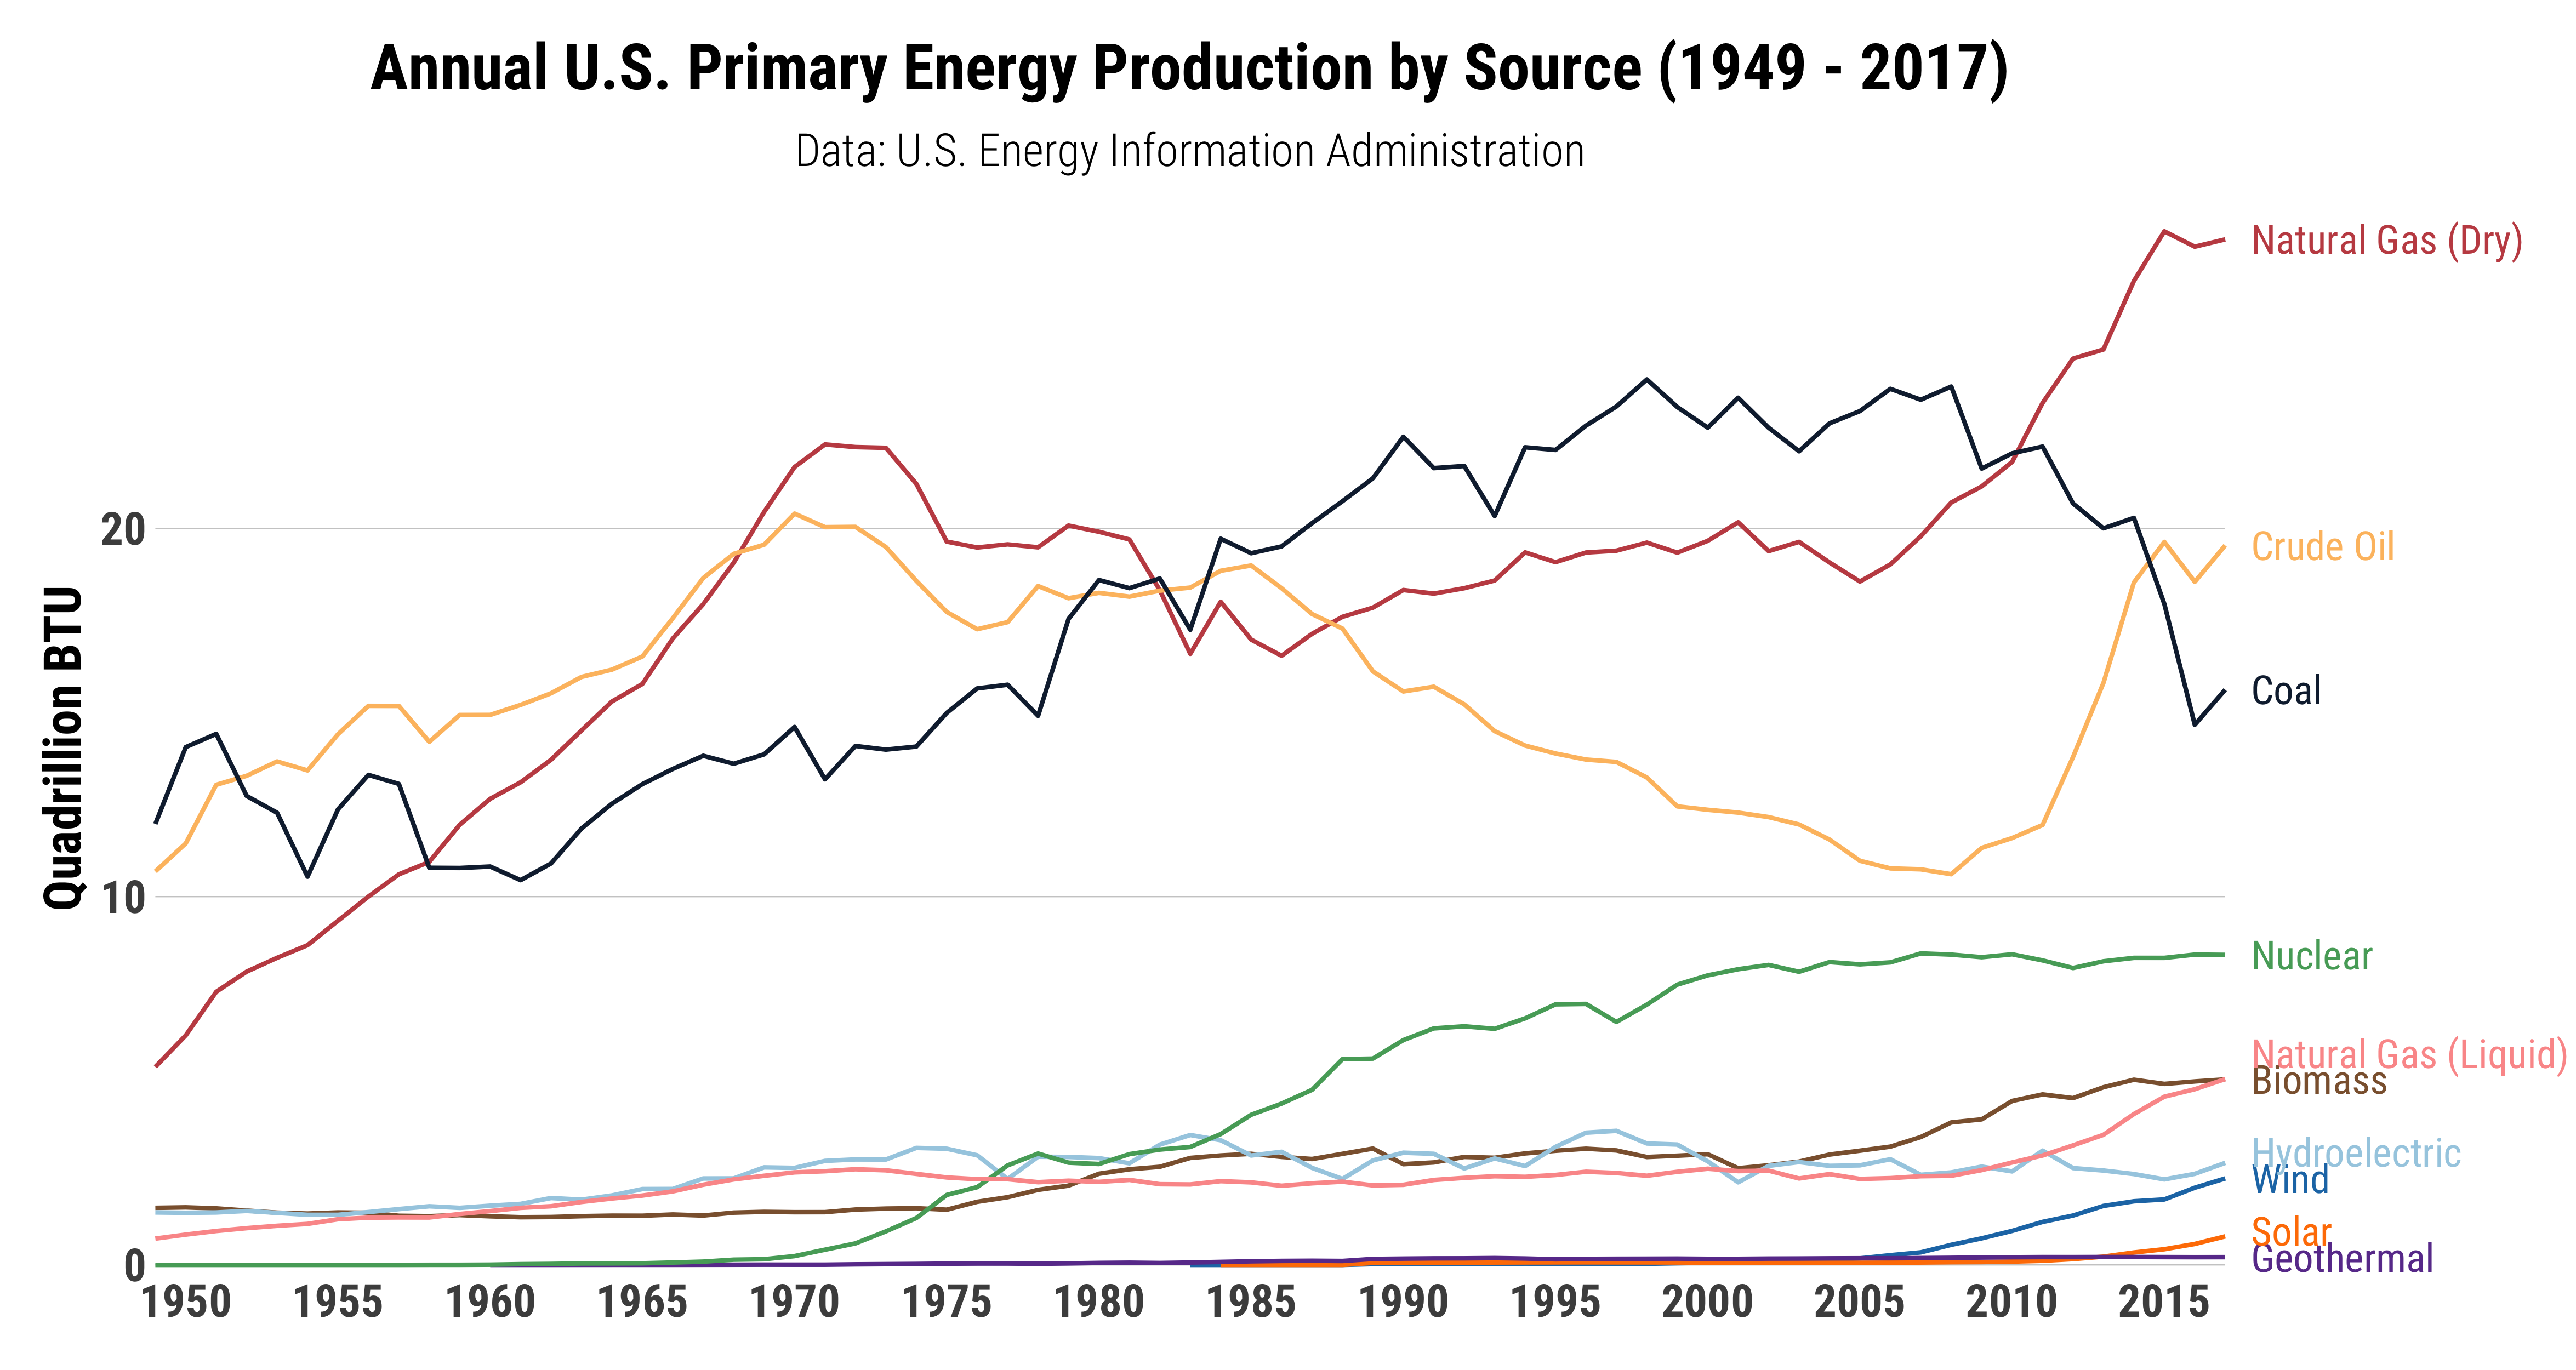 Annual U.S. Primary Energy Production by Source (1949 - 2017)
Data: U.S. Energy Information Administration
Quadrillion BTU
20
10
0
1950 1955 1960 1965 1970 1975 1980 1985 1990 1995 2000 2005 2010 2015
Natural Gas (Dry)
Crude Oil
Coal
Nuclear
Natural Gas (Liquid)
Biomass
Hydroelectric
Wind
Solar
Geothermal